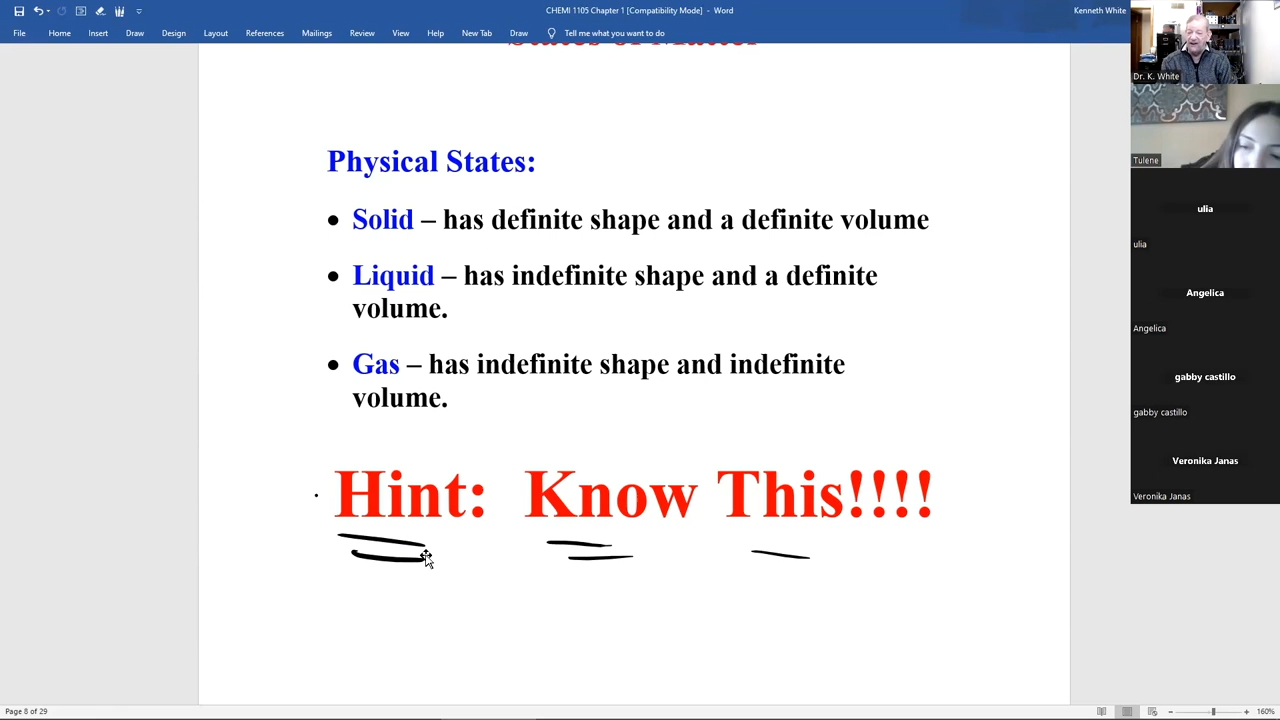 CHEMI 1105 Chapter 1 [Compatibility Mode] - Word
Kenneth White
File Home Insert Draw Design Layout References Mailings Review View Help New Tab Draw Tell me what you want to do
States of Matter
Physical States:
• Solid – has definite shape and a definite volume
• Liquid – has indefinite shape and a definite
volume.
• Gas – has indefinite shape and indefinite
volume.
Hint: Know This!!!!
Dr. K. White
Tulene
ulia
ulia
Angelica
Angelica
gabby castillo
gabby castillo
Veronika Janas
Veronika Janas
Page 8 of 29
160%